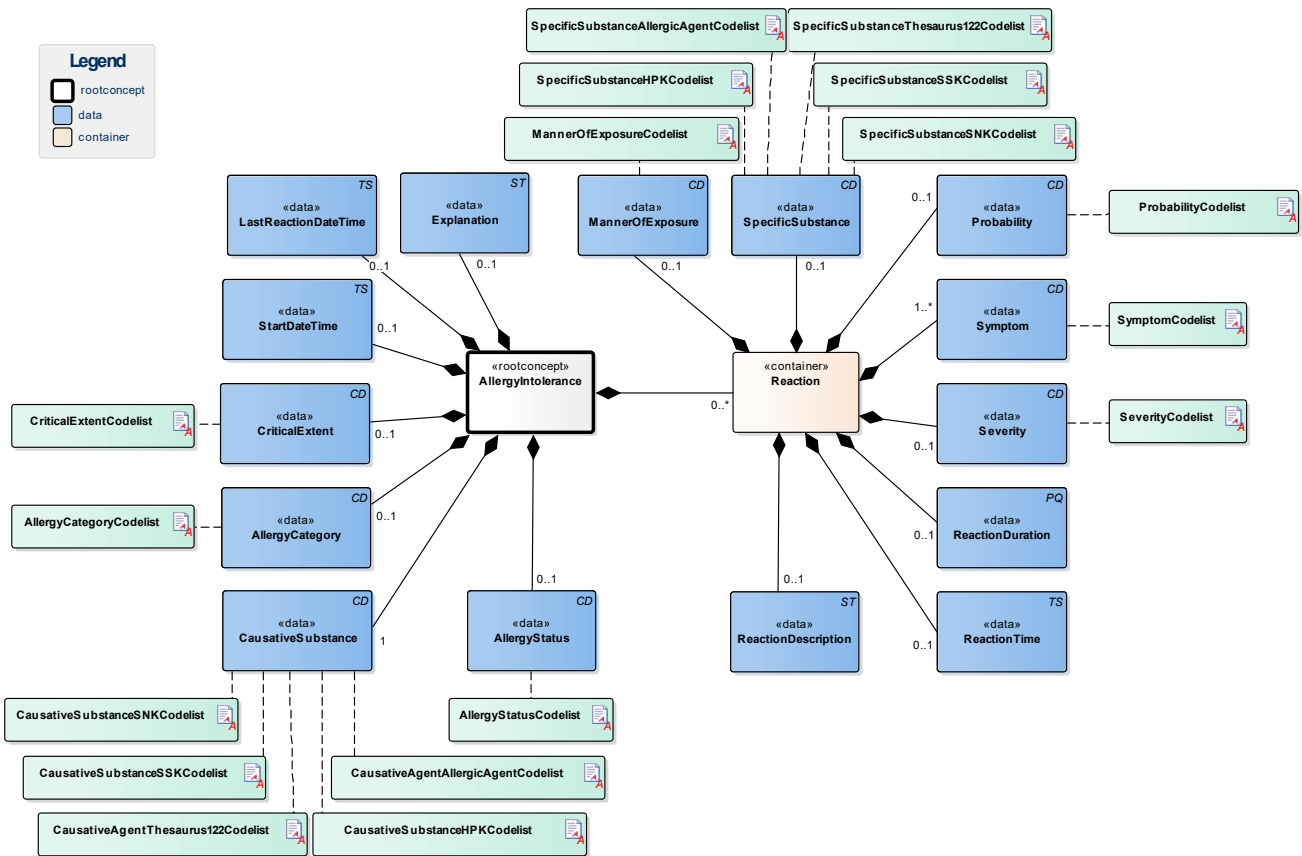 SpecificSubstanceAllergicAgentCodelist
SpecificSubstanceThesaurus122Codelist
Legend
rootconcept
data
container
SpecificSubstanceHPKCodelist
SpecificSubstanceSSKCodelist
MannerOfExposureCodelist
SpecificSubstanceSNKCodelist
TS
«data»
LastReactionDateTime
0..1
ST
«data»
Explanation
0..1
CD
«data»
MannerOfExposure
0..1
CD
«data»
SpecificSubstance
0..1
CD
«data»
Probability
0..1
ProbabilityCodelist
TS
«data»
StartDateTime
0..1
CD
«data»
Symptom
1..*
SymptomCodelist
«rootconcept»
AllergyIntolerance
«container»
Reaction
0..*
CriticalExtentCodelist
CD
«data»
CriticalExtent
0..1
CD
«data»
Severity
0..1
SeverityCodelist
AllergyCategoryCodelist
CD
«data»
AllergyCategory
0..1
PQ
«data»
ReactionDuration
0..1
CD
«data»
CausativeSubstance
1
0..1
CD
«data»
AllergyStatus
0..1
ST
«data»
ReactionDescription
TS
«data»
ReactionTime
0..1
CausativeSubstanceSNKCodelist
AllergyStatusCodelist
CausativeSubstanceSSKCodelist
CausativeAgentAllergicAgentCodelist
CausativeAgentThesaurus122Codelist
CausativeSubstanceHPKCodelist